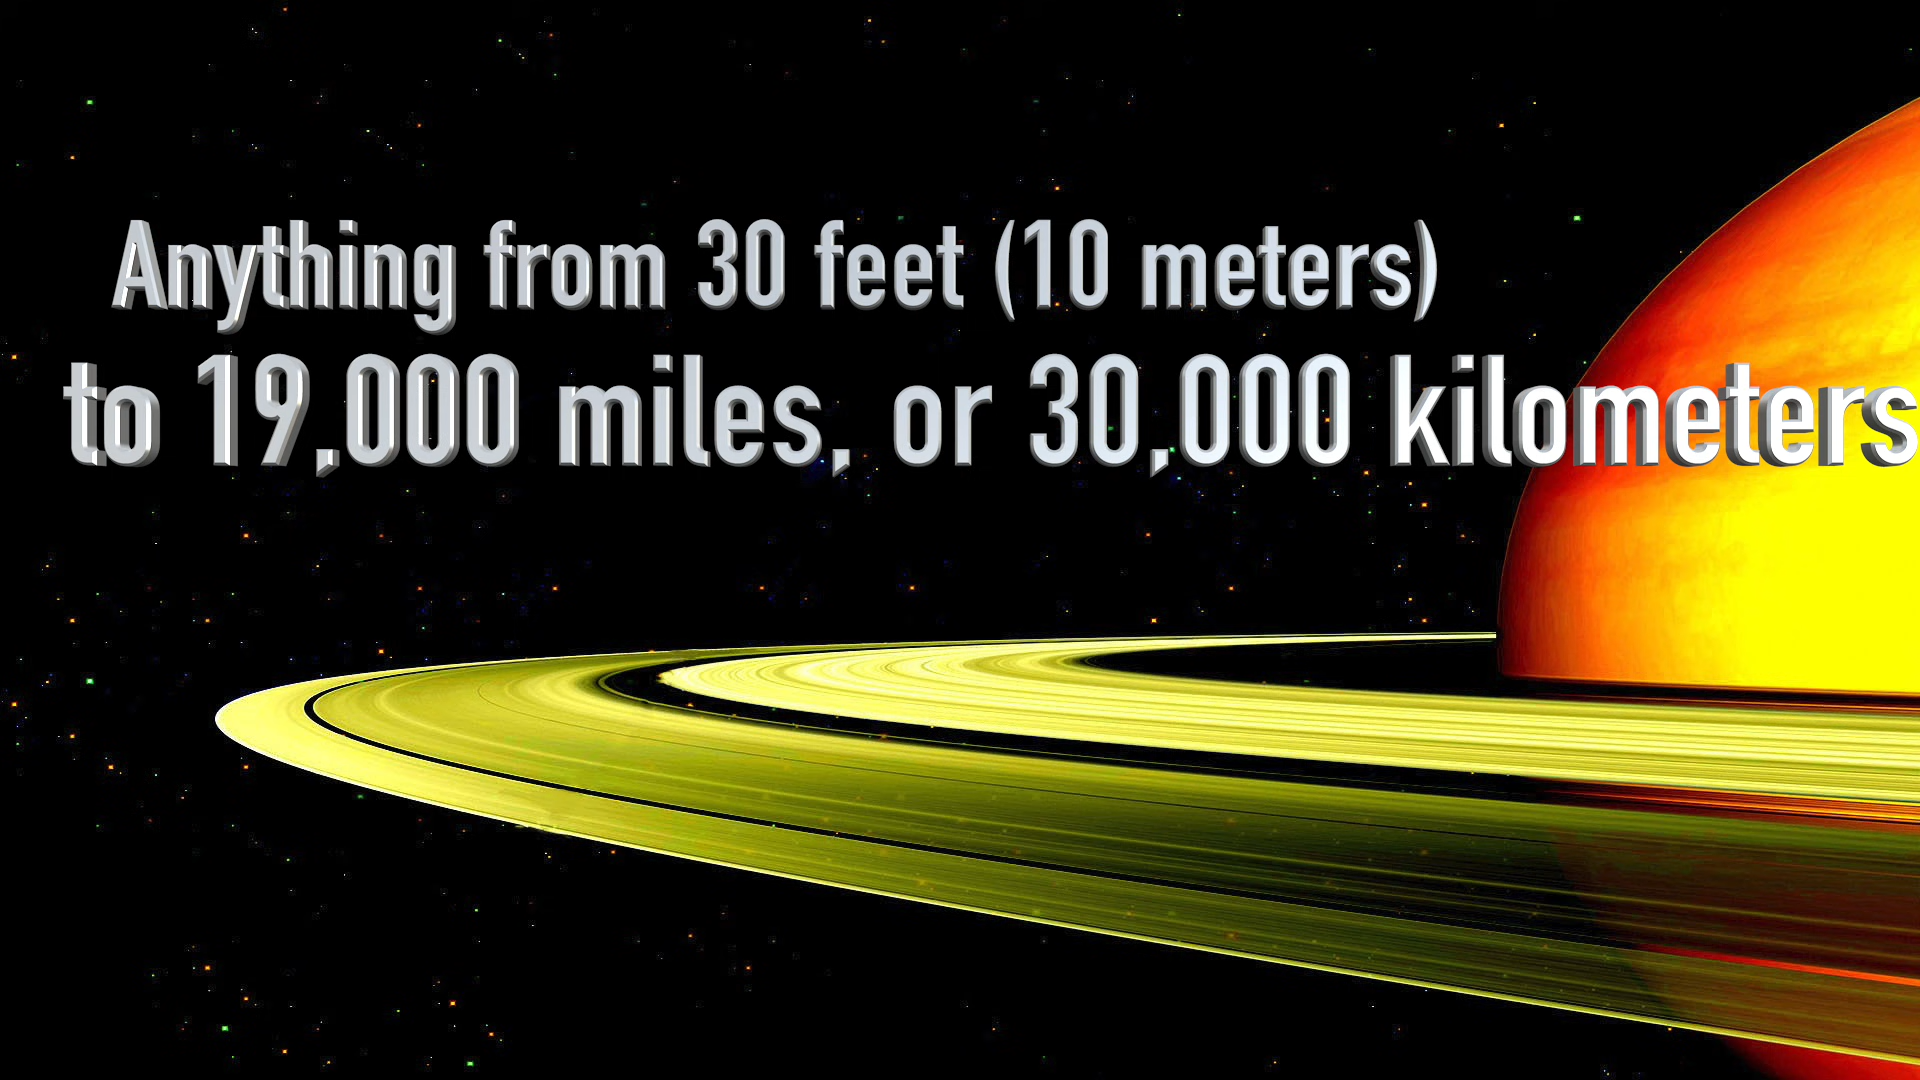 Anything from 30 feet (10 meters)
to 19,000 miles, or 30,000 kilometers